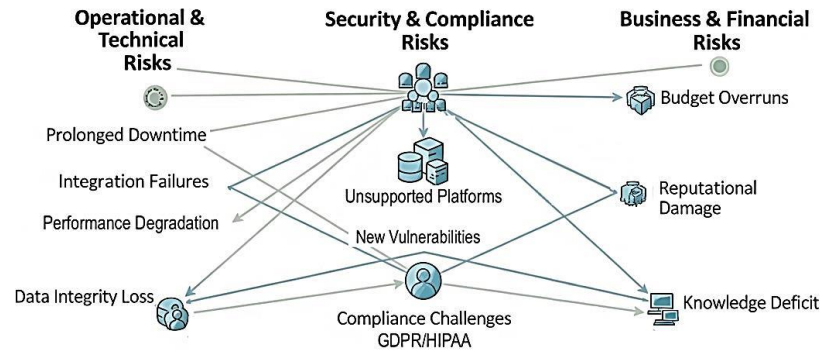 Operational &
Technical
Risks
Security & Compliance
Risks
Business & Financial
Risks
Budget Overruns
Prolonged Downtime
Integration Failures
Unsupported Platforms
Reputational
Damage
Performance Degradation
New Vulnerabilities
Data Integrity Loss
Knowledge Deficit
Compliance Challenges
GDPR/HIPAA